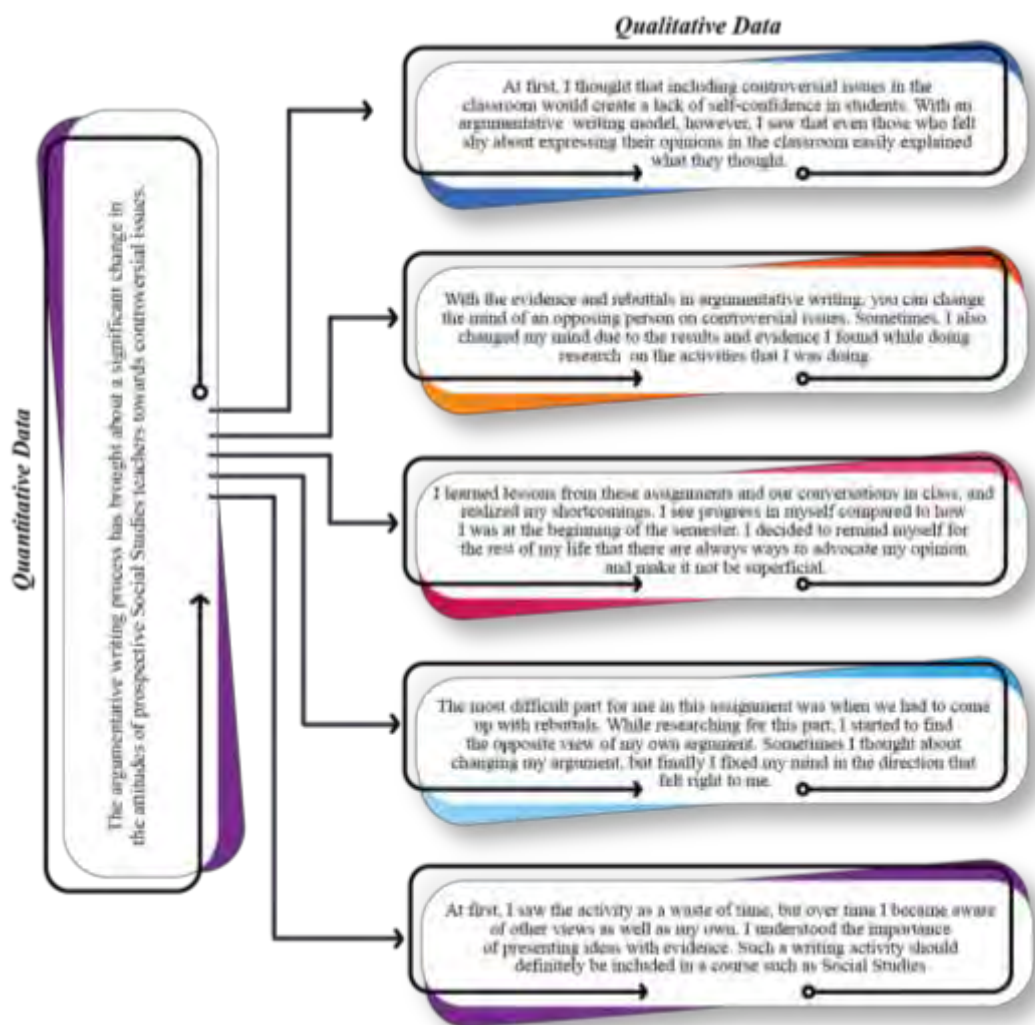 Qualitative Data
Quantitative Data
The argumentative writing process has brought about a significant change in
the attitudes of prospective Social Studies teachers towards controversial issues.
At first, I thought that including controversial issues in the
classroom would create a lack of self-confidence in students. With an
argumentative writing model, however, I saw that even those who felt
shy about expressing their opinions in the classroom easily explained
what they thought.
With the evidence and rebuttals in argumentative writing, you can change
the mind of an opposing person on controversial issues. Sometimes, I also
changed my mind due to the results and evidence I found while doing
research on the activities that I was doing.
I learned lessons from these assignments and our conversations in class, and
realized my shortcomings. I see progress in myself compared to how
I was at the beginning of the semester. I decided to remind myself for
the rest of my life that there are always ways to advocate my opinion
and make it not be superficial.
The most difficult part for me in this assignment was when we had to come
up with rebuttals. While researching for this part, I started to find
the opposite view of my own argument. Sometimes I thought about
changing my argument, but finally I fixed my mind in the direction that
felt right to me.
At first, I saw the activity as a waste of time, but over time I became aware
of other views as well as my own. I understood the importance
of presenting ideas with evidence. Such a writing activity should
definitely be included in a course such as Social Studies